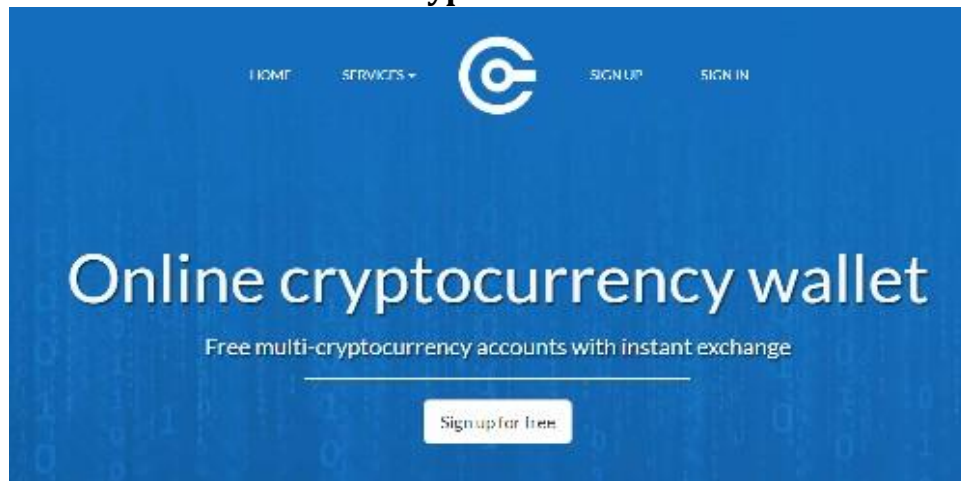 HOME SERVICES SIGN UP SIGN IN
Online cryptocurrency wallet
Free multi-cryptocurrency accounts with instant exchange
Sign up for free